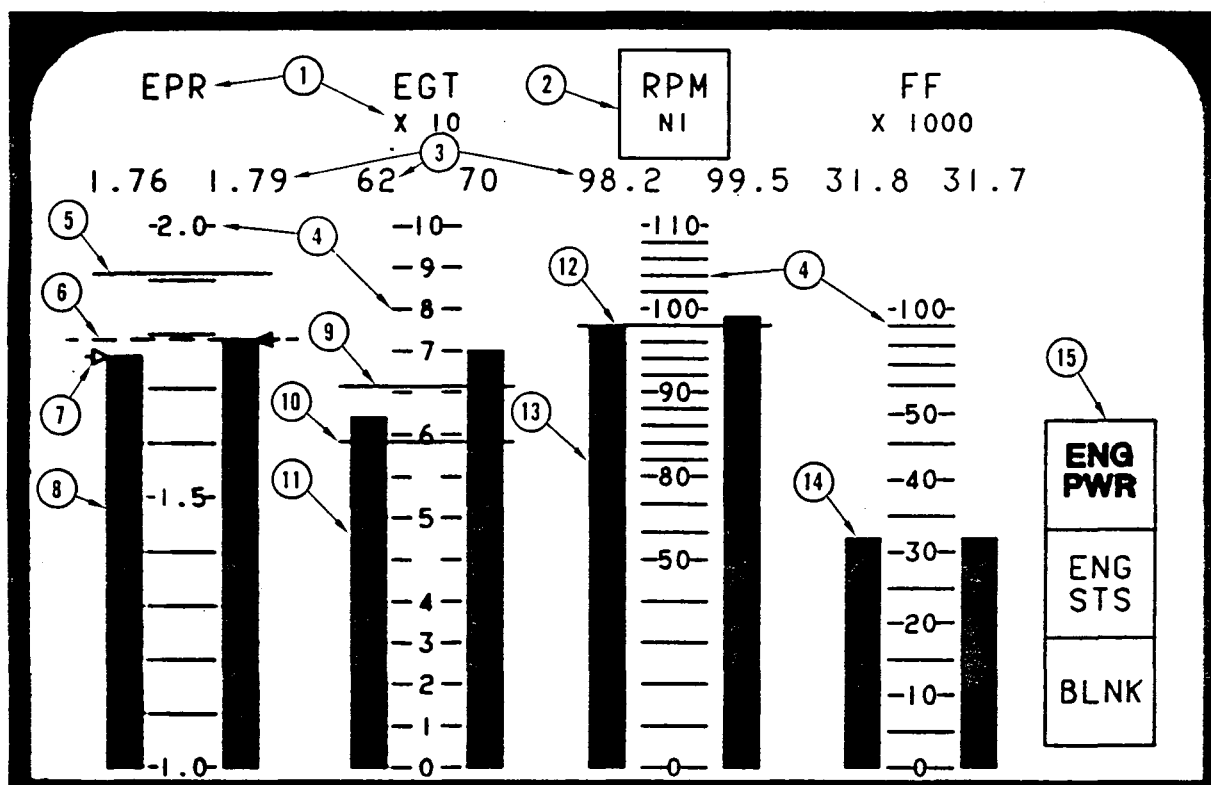 EPR 1 EGT 2 RPM FF
X 10 N1 X 1000
3
1.76 1.79 62 70 98.2 99.5 31.8 31.7
5 -2.0- 4 -10- -110-
-9- 12 4
6 -8- -100- -100-
9 -7- 15
7 10 -90- -50-
-6- 13 ENG
PWR
8 -1.5- 11 -80- 14 -40-
-5- -50- -30- ENG
STS
-4-
-3- -20-
-2- -10- BLNK
-1-
-1.0- -0- -0- -0-